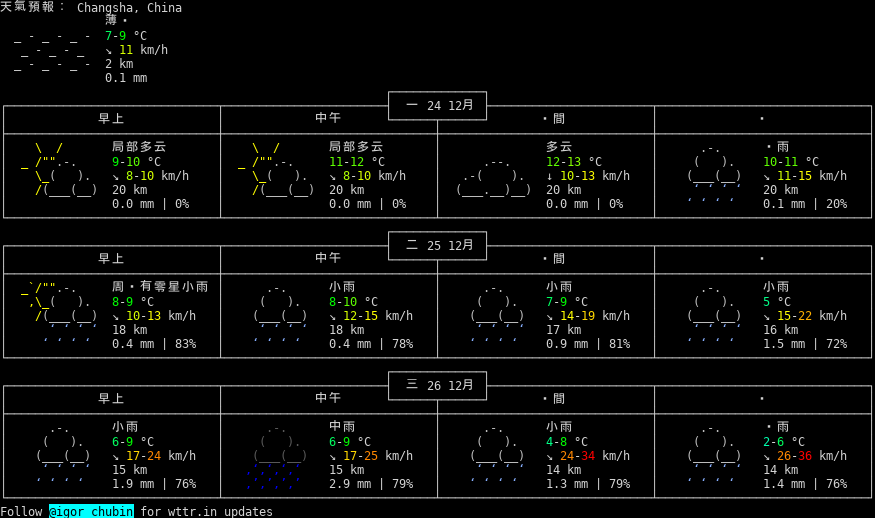 天氣預報： Changsha, China
薄・
7-9 °C
↘ 11 km/h
2 km
0.1 mm
一 24 12月
早上 中午 ・間 ・
局部多云 局部多云 多云 ・雨
9-10 °C 11-12 °C 12-13 °C 10-11 °C
↘ 8-10 km/h ↘ 8-10 km/h ↓ 10-13 km/h ↘ 11-15 km/h
20 km 20 km 20 km 20 km
0.0 mm | 0% 0.0 mm | 0% 0.0 mm | 0% 0.1 mm | 20%
二 25 12月
早上 中午 ・間 ・
周・有零星小雨 小雨 小雨 小雨
8-9 °C 8-10 °C 7-9 °C 5 °C
↘ 10-13 km/h ↘ 12-15 km/h ↘ 14-19 km/h ↘ 15-22 km/h
18 km 18 km 17 km 16 km
0.4 mm | 83% 0.4 mm | 78% 0.9 mm | 81% 1.5 mm | 72%
三 26 12月
早上 中午 ・間 ・
小雨 中雨 小雨 ・雨
6-9 °C 6-9 °C 4-8 °C 2-6 °C
↘ 17-24 km/h ↘ 17-25 km/h ↘ 24-34 km/h ↘ 26-36 km/h
15 km 15 km 14 km 14 km
1.9 mm | 76% 2.9 mm | 79% 1.3 mm | 79% 1.4 mm | 76%
Follow @igor_chubin for wttr.in updates